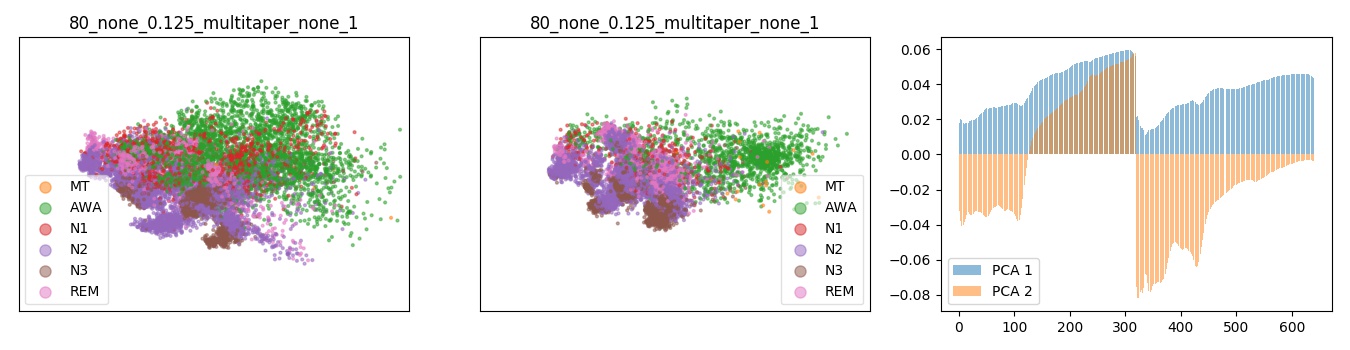 80_none_0.125_multitaper_none_1
MT
AWA
N1
N2
N3
REM
80_none_0.125_multitaper_none_1
MT
AWA
N1
N2
N3
REM
0.06
0.04
0.02
0.00
−0.02
−0.04
−0.06
−0.08
PCA 1
PCA 2
0 100 200 300 400 500 600